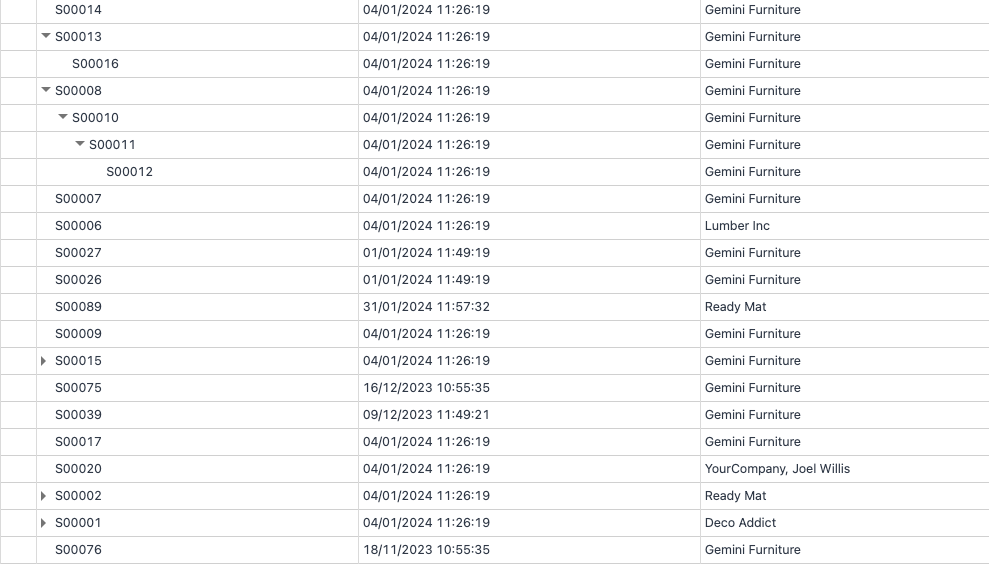 S00014 04/01/2024 11:26:19 Gemini Furniture
S00013 04/01/2024 11:26:19 Gemini Furniture
S00016 04/01/2024 11:26:19 Gemini Furniture
S00008 04/01/2024 11:26:19 Gemini Furniture
S00010 04/01/2024 11:26:19 Gemini Furniture
S00011 04/01/2024 11:26:19 Gemini Furniture
S00012 04/01/2024 11:26:19 Gemini Furniture
S00007 04/01/2024 11:26:19 Gemini Furniture
S00006 04/01/2024 11:26:19 Lumber Inc
S00027 01/01/2024 11:49:19 Gemini Furniture
S00026 01/01/2024 11:49:19 Gemini Furniture
S00089 31/01/2024 11:57:32 Ready Mat
S00009 04/01/2024 11:26:19 Gemini Furniture
S00015 04/01/2024 11:26:19 Gemini Furniture
S00075 16/12/2023 10:55:35 Gemini Furniture
S00039 09/12/2023 11:49:21 Gemini Furniture
S00017 04/01/2024 11:26:19 Gemini Furniture
S00020 04/01/2024 11:26:19 YourCompany, Joel Willis
S00002 04/01/2024 11:26:19 Ready Mat
S00001 04/01/2024 11:26:19 Deco Addict
S00076 18/11/2023 10:55:35 Gemini Furniture